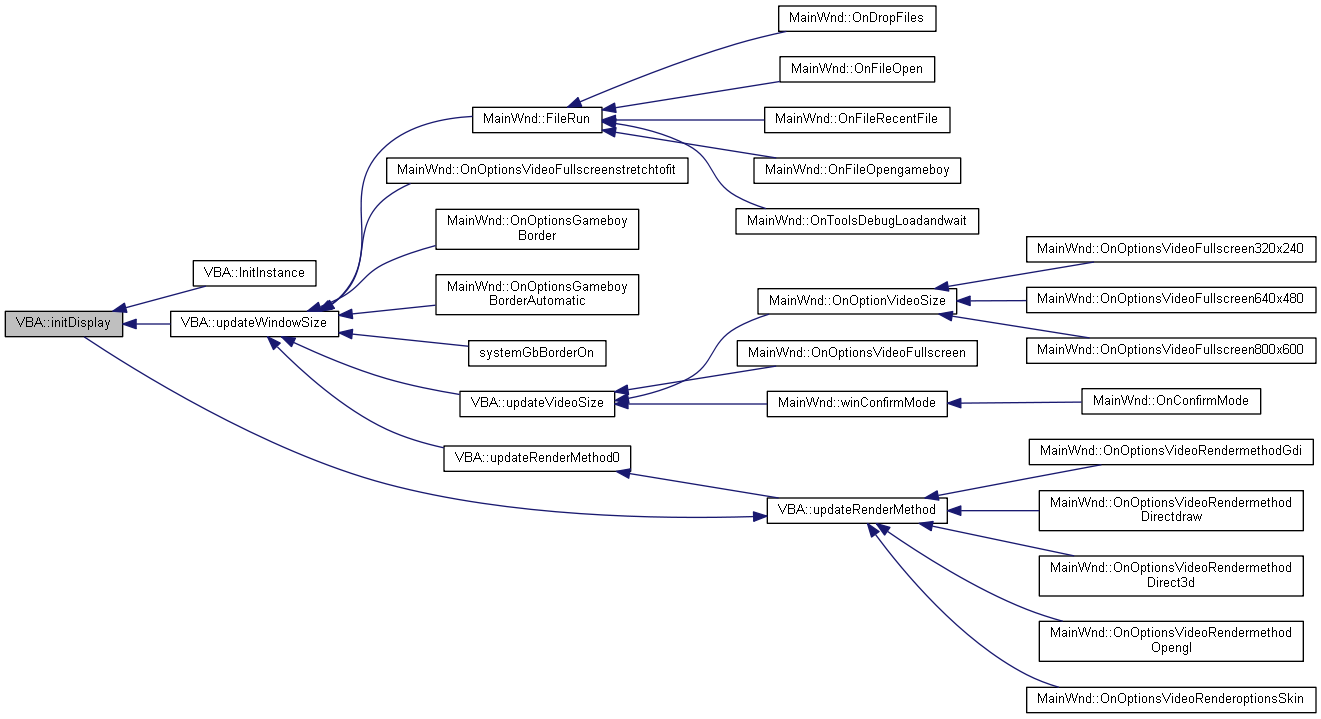 MainWnd::OnDropFiles
MainWnd::OnFileOpen
MainWnd::FileRun
MainWnd::OnFileRecentFile
MainWnd::OnOptionsVideoFullscreenstretchtofit
MainWnd::OnFileOpengameboy
MainWnd::OnToolsDebugLoadandwait
MainWnd::OnOptionsGameboy
Border
MainWnd::OnOptionsVideoFullscreen320x240
VBA::InitInstance
MainWnd::OnOptionsGameboy
BorderAutomatic
MainWnd::OnOptionVideoSize
MainWnd::OnOptionsVideoFullscreen640x480
VBA::initDisplay
VBA::updateWindowSize
systemGbBorderOn
MainWnd::OnOptionsVideoFullscreen
MainWnd::OnOptionsVideoFullscreen800x600
VBA::updateVideoSize
MainWnd::winConfirmMode
MainWnd::OnConfirmMode
VBA::updateRenderMethod0
MainWnd::OnOptionsVideoRendermethodGdi
VBA::updateRenderMethod
MainWnd::OnOptionsVideoRendermethod
Directdraw
MainWnd::OnOptionsVideoRendermethod
Direct3d
MainWnd::OnOptionsVideoRendermethod
Opengl
MainWnd::OnOptionsVideoRenderoptionsSkin